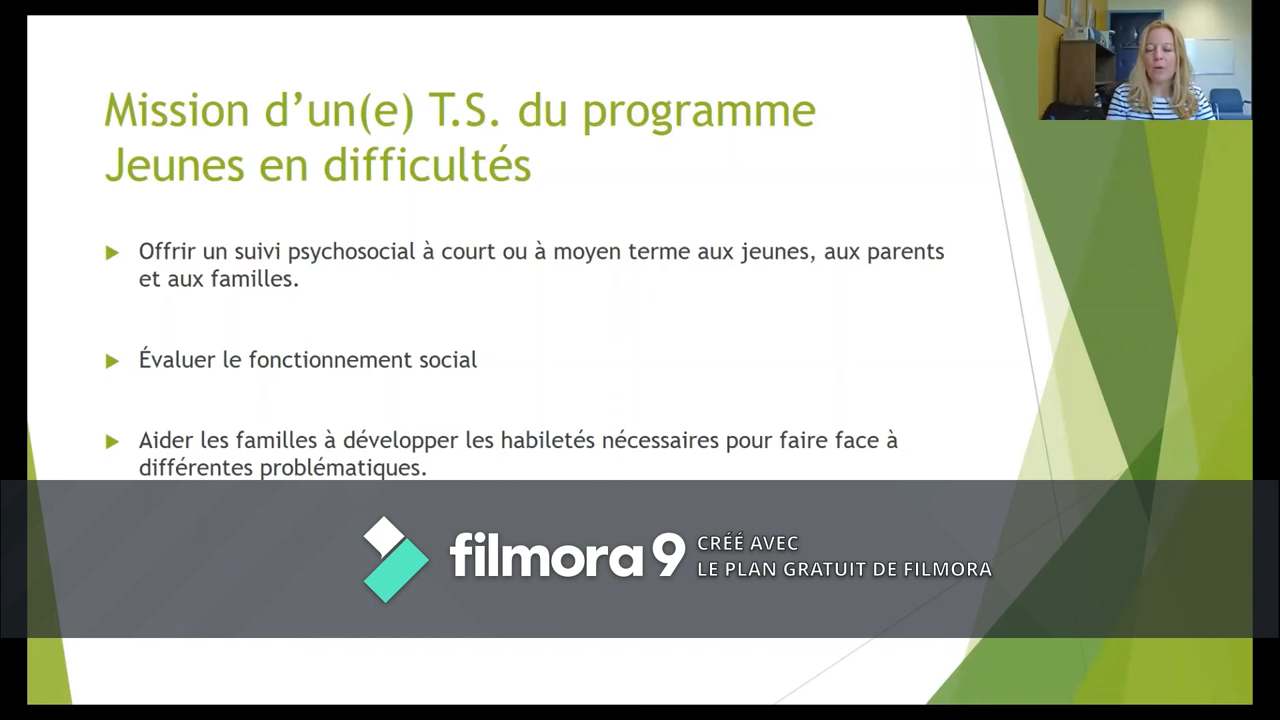 Mission d’un(e) T.S. du programme
Jeunes en difficultés
Offrir un suivi psychosocial à court ou à moyen terme aux jeunes, aux parents
et aux familles.
Évaluer le fonctionnement social
Aider les familles à développer les habiletés nécessaires pour faire face à
différentes problématiques.
filmora 9
CRÉÉ AVEC
LE PLAN GRATUIT DE FILMORA